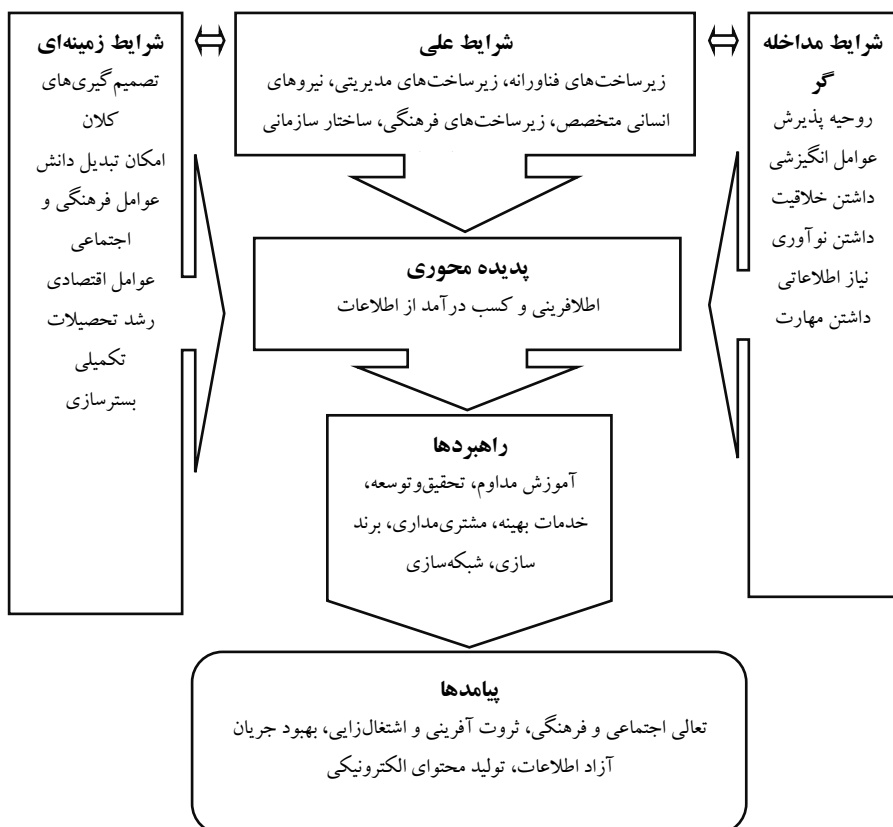 شرایط مداخله
گر
روحیه پذیرش
عوامل انگیزشی
داشتن خلاقیت
داشتن نوآوری
نیاز اطلاعاتی
داشتن مهارت
شرایط علی
زیرساخت‌های فناورانه، زیرساخت‌های مدیریتی، نیروهای
انسانی متخصص، زیرساخت‌های فرهنگی، ساختار سازمانی
شرایط زمینه‌ای
تصمیم‌گیری‌های
کلان
امکان تبدیل دانش
عوامل فرهنگی و
اجتماعی
عوامل اقتصادی
رشد تحصیلات
تکمیلی
بسترسازی
پدیده محوری
اطلافرینی و کسب درآمد از اطلاعات
راهبردها
آموزش مداوم، تحقیق‌وتوسعه،
خدمات بهینه، مشتری‌مداری، برند
سازی، شبکه‌سازی
پیامدها
تعالی اجتماعی و فرهنگی، ثروت آفرینی و اشتغال‌زایی، بهبود جریان
آزاد اطلاعات، تولید محتوای الکترونیکی